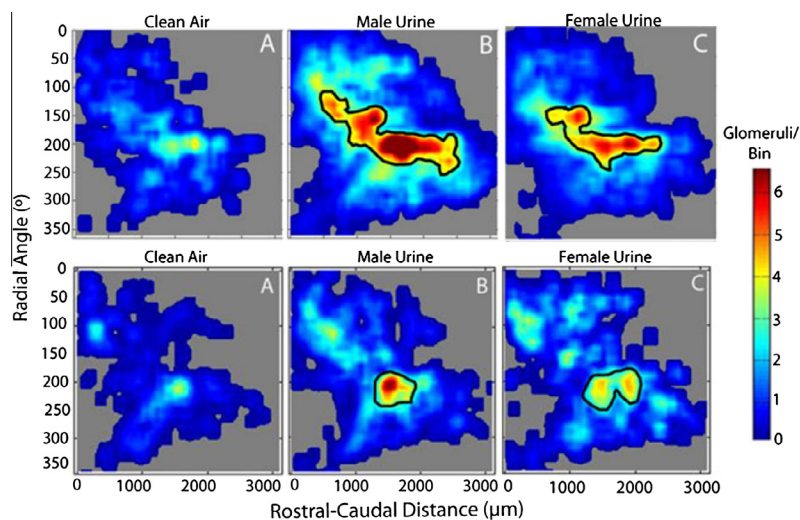 Clean Air
Male Urine
Female Urine
A
B
C
0
50
100
150
200
250
300
350
Clean Air
Male Urine
Female Urine
A
B
C
0
50
100
150
200
250
300
350
0 1000 2000 3000
0 1000 2000 3000
0 1000 2000 3000
Radial Angle (º)
Rostral-Caudal Distance (µm)
Glomeruli/
Bin
6
5
4
3
2
1
0